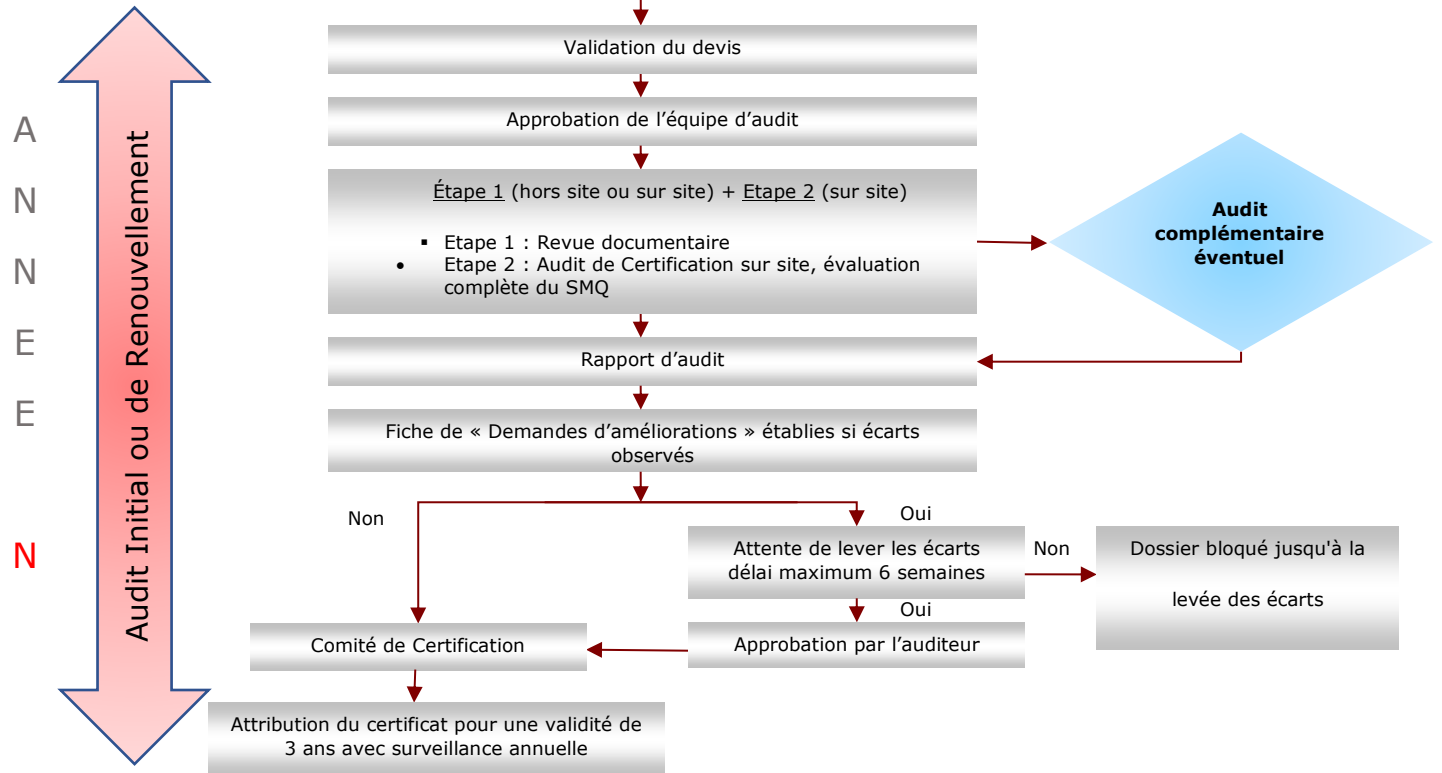 Validation du devis
Approbation de l'équipe d'audit
Étape 1 (hors site ou sur site) + Etape 2 (sur site)
▪ Etape 1 : Revue documentaire
• Etape 2 : Audit de Certification sur site, évaluation
complète du SMQ
Audit
complémentaire
éventuel
Rapport d'audit
Fiche de « Demandes d'améliorations » établies si écarts
observés
Non
Oui
Attente de lever les écarts
délai maximum 6 semaines
Non
Dossier bloqué jusqu'à la
levée des écarts
Oui
Approbation par l'auditeur
Comité de Certification
Attribution du certificat pour une validité de
3 ans avec surveillance annuelle
Audit Initial ou de Renouvellement
A
N
N
E
E
N